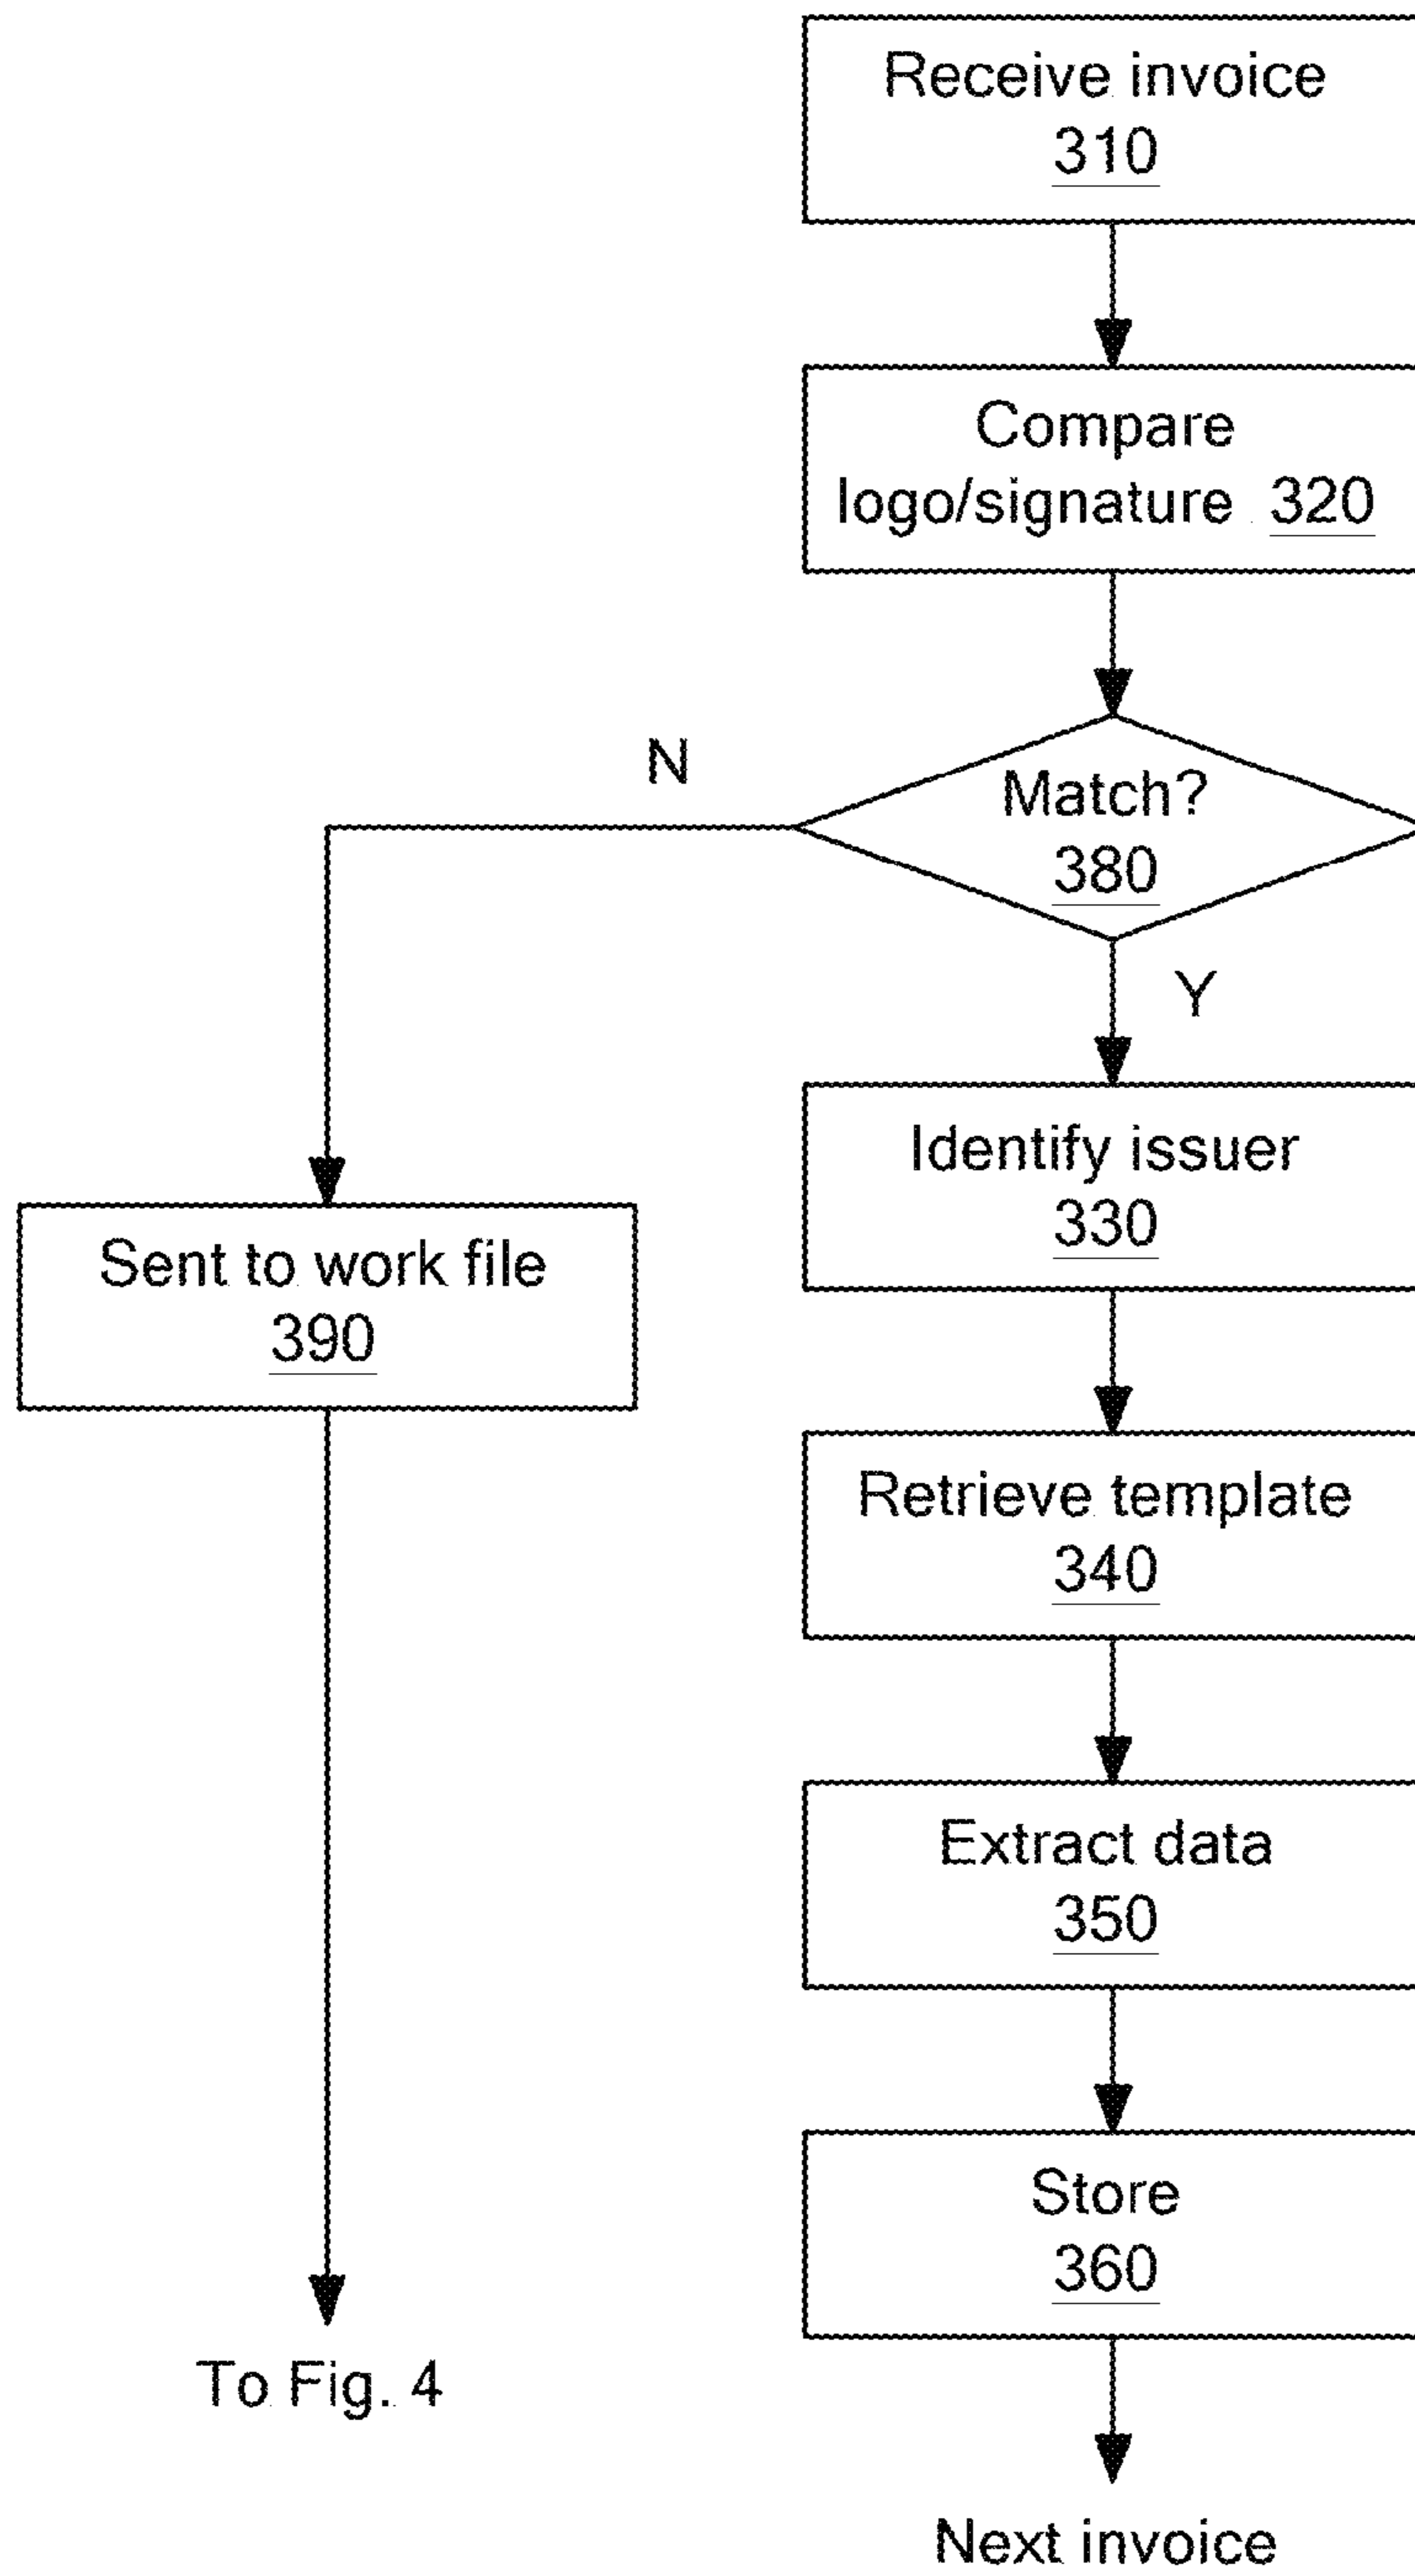 Receive invoice
310
Compare
logo/signature 320
N
Match?
380
Y
Identify issuer
330
Sent to work file
390
Retrieve template
340
Extract data
350
Store
360
To Fig. 4
Next invoice